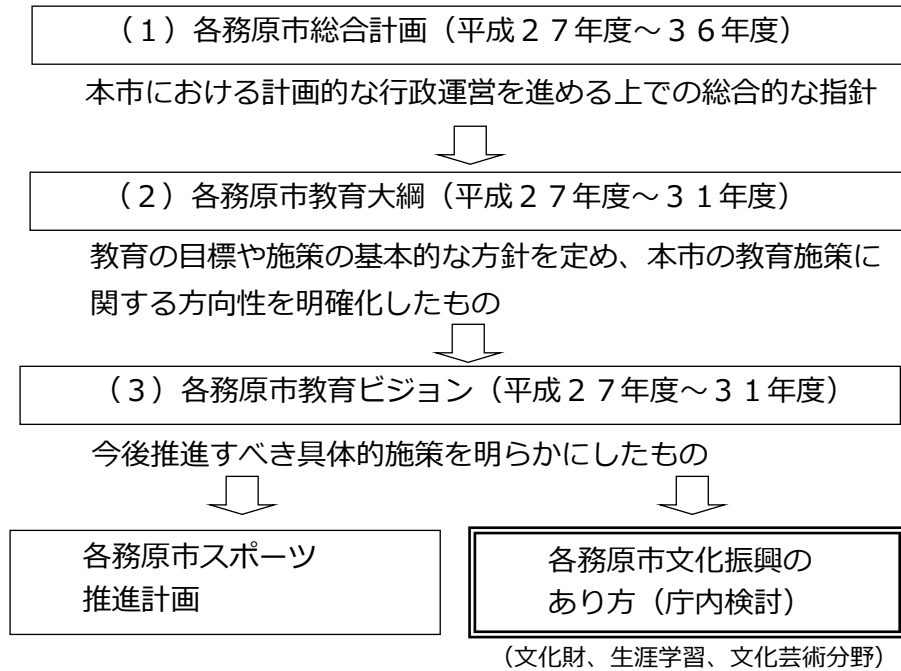 （１）各務原市総合計画（平成２７年度～３６年度）
本市における計画的な行政運営を進める上での総合的な指針
（２）各務原市教育大綱（平成２７年度～３１年度）
教育の目標や施策の基本的な方針を定め、本市の教育施策に
関する方向性を明確化したもの
（３）各務原市教育ビジョン（平成２７年度～３１年度）
今後推進すべき具体的施策を明らかにしたもの
各務原市スポーツ
推進計画
各務原市文化振興の
あり方（庁内検討）
（文化財、生涯学習、文化芸術分野）